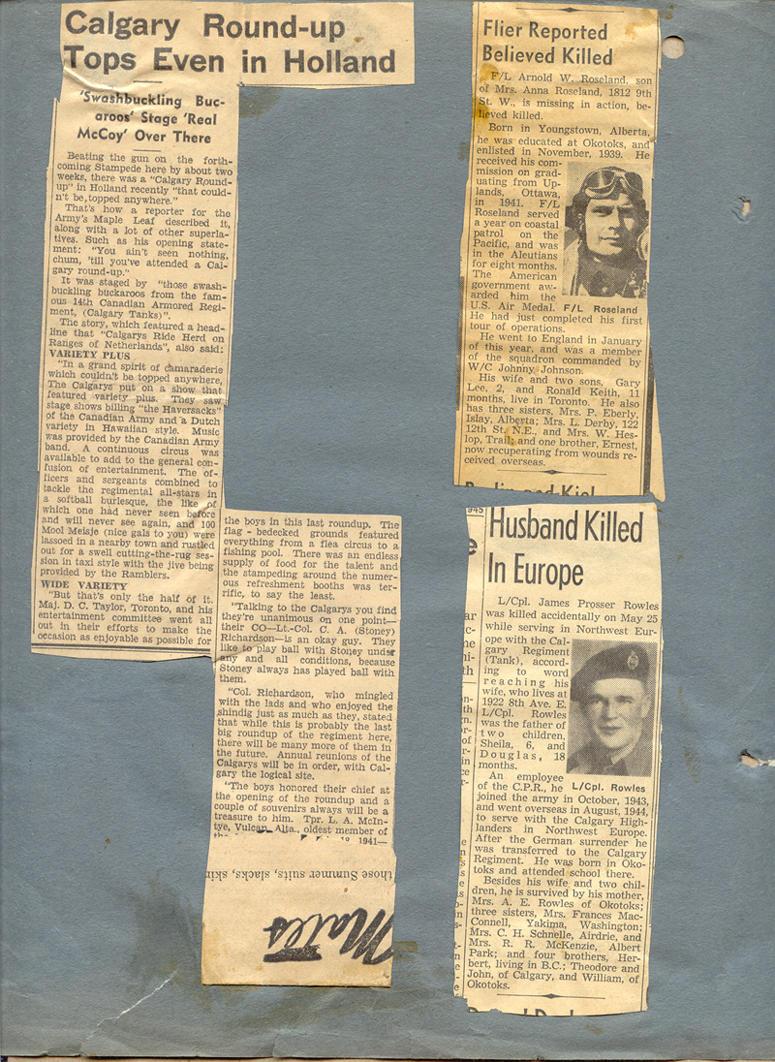 Calgary Round-up
Tops Even in Holland
'Swashbuckling Buc-
aroos' Stage 'Real
McCoy' Over There
Beating the gun on the forth-
coming Stampede here by about two
weeks, there was a "Calgary Round-
up" in Holland recently "that could-
n't be topped anywhere."
That's how a reporter for the
Army's Maple Leaf described it,
along with a lot of other superla-
tives. Such as his opening state-
ment: "You ain't seen nothing,
chum, 'till you've attended a Cal-
gary round-up."
It was staged by "those swash-
buckling buckaroos from the fam-
ous 14th Canadian Armored Regi-
ment, (Calgary Tanks)".
The story, which featured a head-
line that "Calgarys Ride Herd on
Ranges of Netherlands", also said:
VARIETY PLUS
"In a grand spirit of camaraderie
which couldn't be topped anywhere,
The Calgarys put on a show that
featured variety plus. They saw
stage shows billing "the Haversacks"
of the Canadian Army and a Dutch
variety in Hawaiian style. Music
was provided by the Canadian Army
band. A continuous circus was
available to add to the general con-
fusion of entertainment. The of-
ficers and sergeants combined to
tackle the regimental all-stars in
a softball burlesque, the like of
which one had never seen before
and will never see again, and 100
Mooi Meisje (nice gals to you) were
lassoed in a nearby town and rustled
out for a swell cutting-the-rug ses-
sion in taxi style with the jive being
provided by the Ramblers.
WIDE VARIETY
"But that's only the half of it.
Maj. D. C. Taylor, Toronto, and his
entertainment committee went all
out in their efforts to make the
occasion as enjoyable as possible for
the boys in this last roundup. The
flag - bedecked grounds featured
everything from a flea circus to a
fishing pool. There was an endless
supply of food for the talent and
the stampeding around the numer-
ous refreshment booths was ter-
rific, to say the least.
"Talking to the Calgarys you find
they're unanimous on one point—
their CO—Lt.-Col. C. A. (Stoney)
Richardson—is an okay guy. They
like to play ball with Stoney under
any and all conditions, because
Stoney always has played ball with
them.
"Col. Richardson, who mingled
with the lads and who enjoyed the
shindig just as much as they, stated
that while this is probably the last
big roundup of the regiment here,
there will be many more of them in
the future. Annual reunions of the
Calgarys will be in order, with Cal-
gary the logical site.
"The boys honored their chief at
the opening of the roundup and a
couple of souvenirs always will be a
treasure to him. Tpr. L. A. McIn-
tye, Vulcan, Alta., oldest member of
18 1941—
those Summer suits, slacks, skir
Males
Flier Reported
Believed Killed
F/L Arnold W. Roseland, son
of Mrs. Anna Roseland, 1812 9th
St. W., is missing in action, be-
lieved killed.
Born in Youngstown, Alberta,
he was educated at Okotoks, and
enlisted in November, 1939. He
received his com-
mission on grad-
uating from Up-
lands, Ottawa,
in 1941. F/L
Roseland served
a year on coastal
patrol on the
Pacific, and was
in the Aleutians
for eight months.
The American
government aw-
arded him the
U.S. Air Medal.
F/L Roseland
He had just completed his first
tour of operations.
He went to England in January
of this year, and was a member
of the squadron commanded by
W/C Johnny Johnson.
His wife and two sons, Gary
Lee, 2, and Ronald Keith, 11
months, live in Toronto. He also
has three sisters, Mrs. P. Eberly,
Islay, Alberta; Mrs. L. Derby, 122
12th St. N.E., and Mrs. W. Hes-
lop, Trail; and one brother, Ernest,
now recuperating from wounds re-
ceived overseas.
Berlin and Kiel
945
Husband Killed
In Europe
L/Cpl. James Prosser Rowles
was killed accidentally on May 25
while serving in Northwest Eur-
ope with the Cal-
gary Regiment
(Tank), accord-
ing to word
reaching his
wife, who lives at
1922 8th Ave. E.
L/Cpl. Rowles
was the father of
two children,
Sheila, 6, and
Douglas, 18
months.
An employee
of the C.P.R., he
L/Cpl. Rowles
joined the army in October, 1943,
and went overseas in August, 1944,
to serve with the Calgary High-
landers in Northwest Europe.
After the German surrender he
was transferred to the Calgary
Regiment. He was born in Oko-
toks and attended school there.
Besides his wife and two chil-
dren, he is survived by his mother,
Mrs. A. E. Rowles of Okotoks;
three sisters, Mrs. Frances Mac-
Connell, Yakima, Washington;
Mrs. C. H. Schnelle, Airdrie, and
Mrs. R. R. McKenzie, Albert
Park; and four brothers, Her-
bert, living in B.C.; Theodore and
John, of Calgary, and William, of
Okotoks.